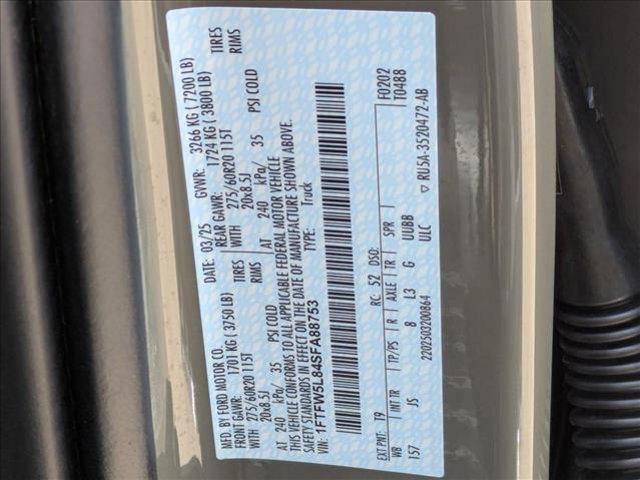 MFD. BY FORD MOTOR CO.
DATE: 03/25 GVWR: 3266 KG ( 7200 LB)
FRONT GAWR: 1701 KG ( 3750 LB) REAR GAWR: 1724 KG ( 3800 LB)
WITH 275/60R20 115T TIRES WITH 275/60R20 115T TIRES
20x8.5J RIMS 20x8.5J RIMS
AT 240 kPa/ 35 PSI COLD AT 240 kPa/ 35 PSI COLD
THIS VEHICLE CONFORMS TO ALL APPLICABLE FEDERAL MOTOR VEHICLE
SAFETY STANDARDS IN EFFECT ON THE DATE OF MANUFACTURE SHOWN ABOVE.
VIN: 1FTFW5L84SFA88753 TYPE: Truck
F0202
T0488
EXT PNT: T9 RC: 52 DSO:
WB INT TR TP/PS R AXLE TR SPR
157 JS 8 L3 G UUBB
ULC
2202503200864 ▽ RU5A-3520472-AB